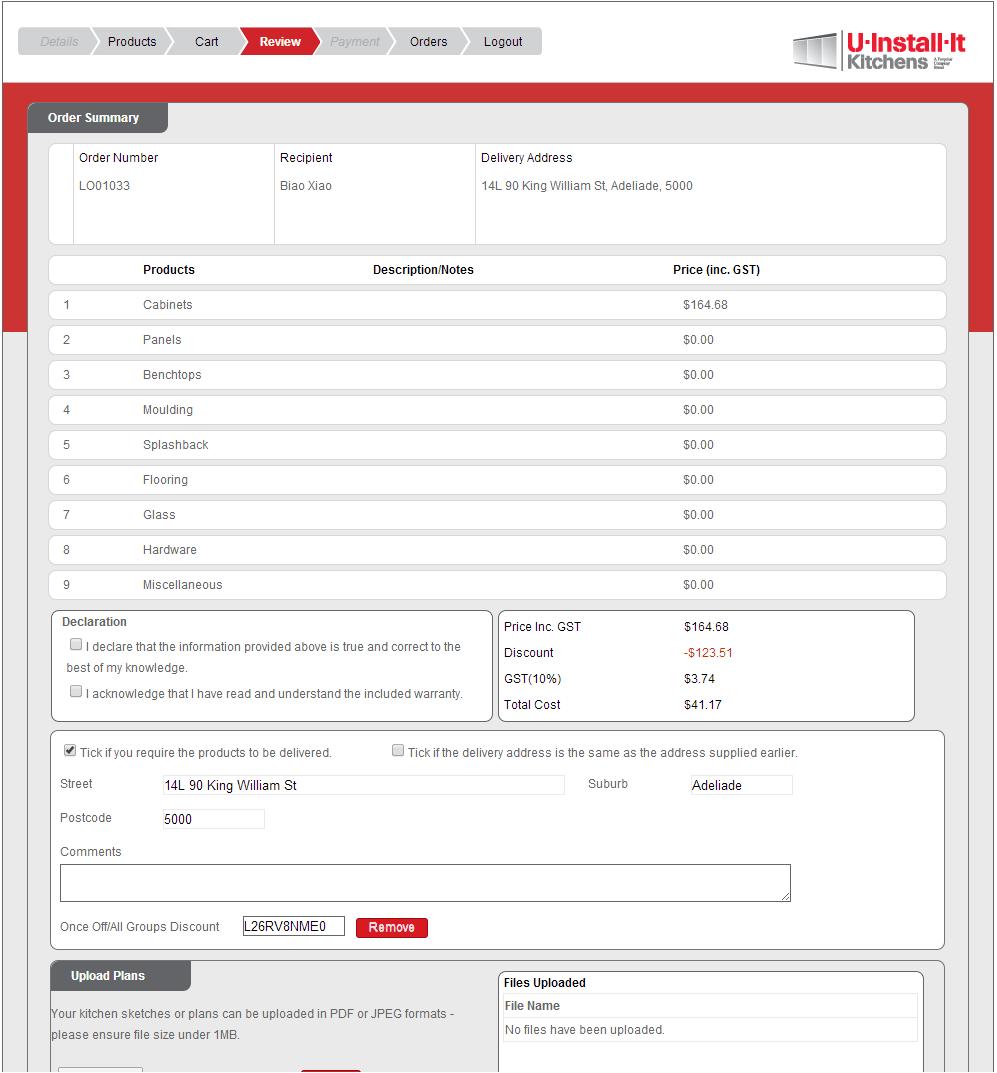 Details Products Cart Review Payment Orders Logout
U·Install·It
Kitchens
Order Summary
Order Number Recipient Delivery Address
LO01033 Biao Xiao 14L 90 King William St, Adeliade, 5000
Products Description/Notes Price (inc. GST)
1 Cabinets $164.68
2 Panels $0.00
3 Benchtops $0.00
4 Moulding $0.00
5 Splashback $0.00
6 Flooring $0.00
7 Glass $0.00
8 Hardware $0.00
9 Miscellaneous $0.00
Declaration
I declare that the information provided above is true and correct to the
best of my knowledge.
I acknowledge that I have read and understand the included warranty.
Price Inc. GST $164.68
Discount -$123.51
GST(10%) $3.74
Total Cost $41.17
Tick if you require the products to be delivered. Tick if the delivery address is the same as the address supplied earlier.
Street 14L 90 King William St Suburb Adeliade
Postcode 5000
Comments
Once Off/All Groups Discount L26RV8NME0 Remove
Upload Plans
Your kitchen sketches or plans can be uploaded in PDF or JPEG formats -
please ensure file size under 1MB.
Files Uploaded
File Name
No files have been uploaded.